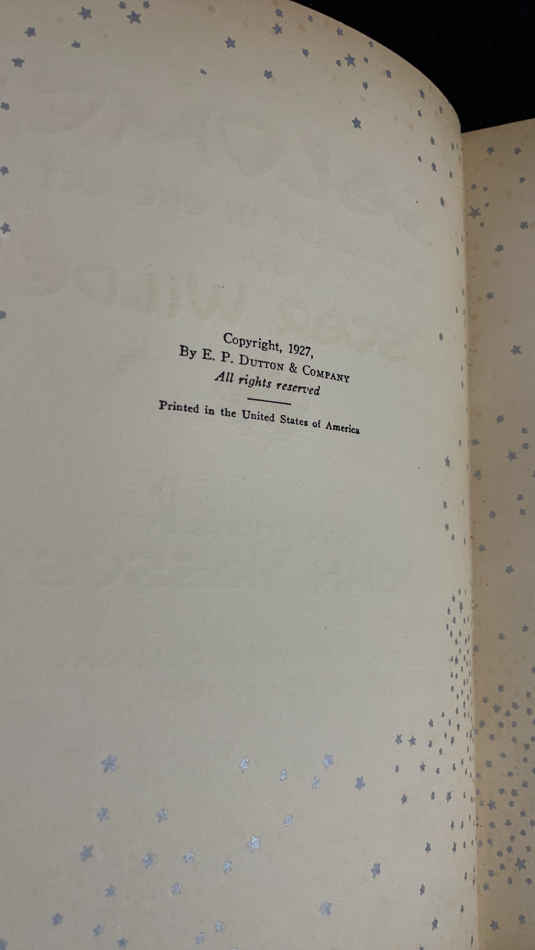 Copyright, 1927,
By E. P. Dutton & Company
All rights reserved
Printed in the United States of America